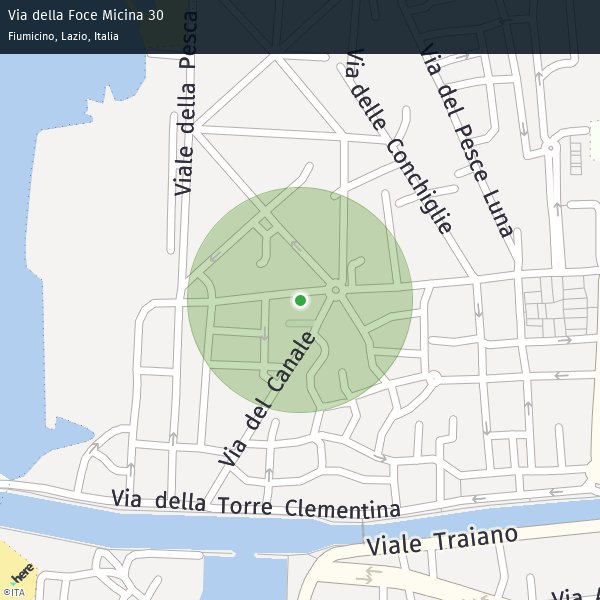 Via della Foce Micina 30
Fiumicino, Lazio, Italia
Viale della Pesca
Via delle Conchiglie
Via del Pesce Luna
Via del Canale
Via della Torre Clementina
Viale Traiano
Via A
here
©ITA